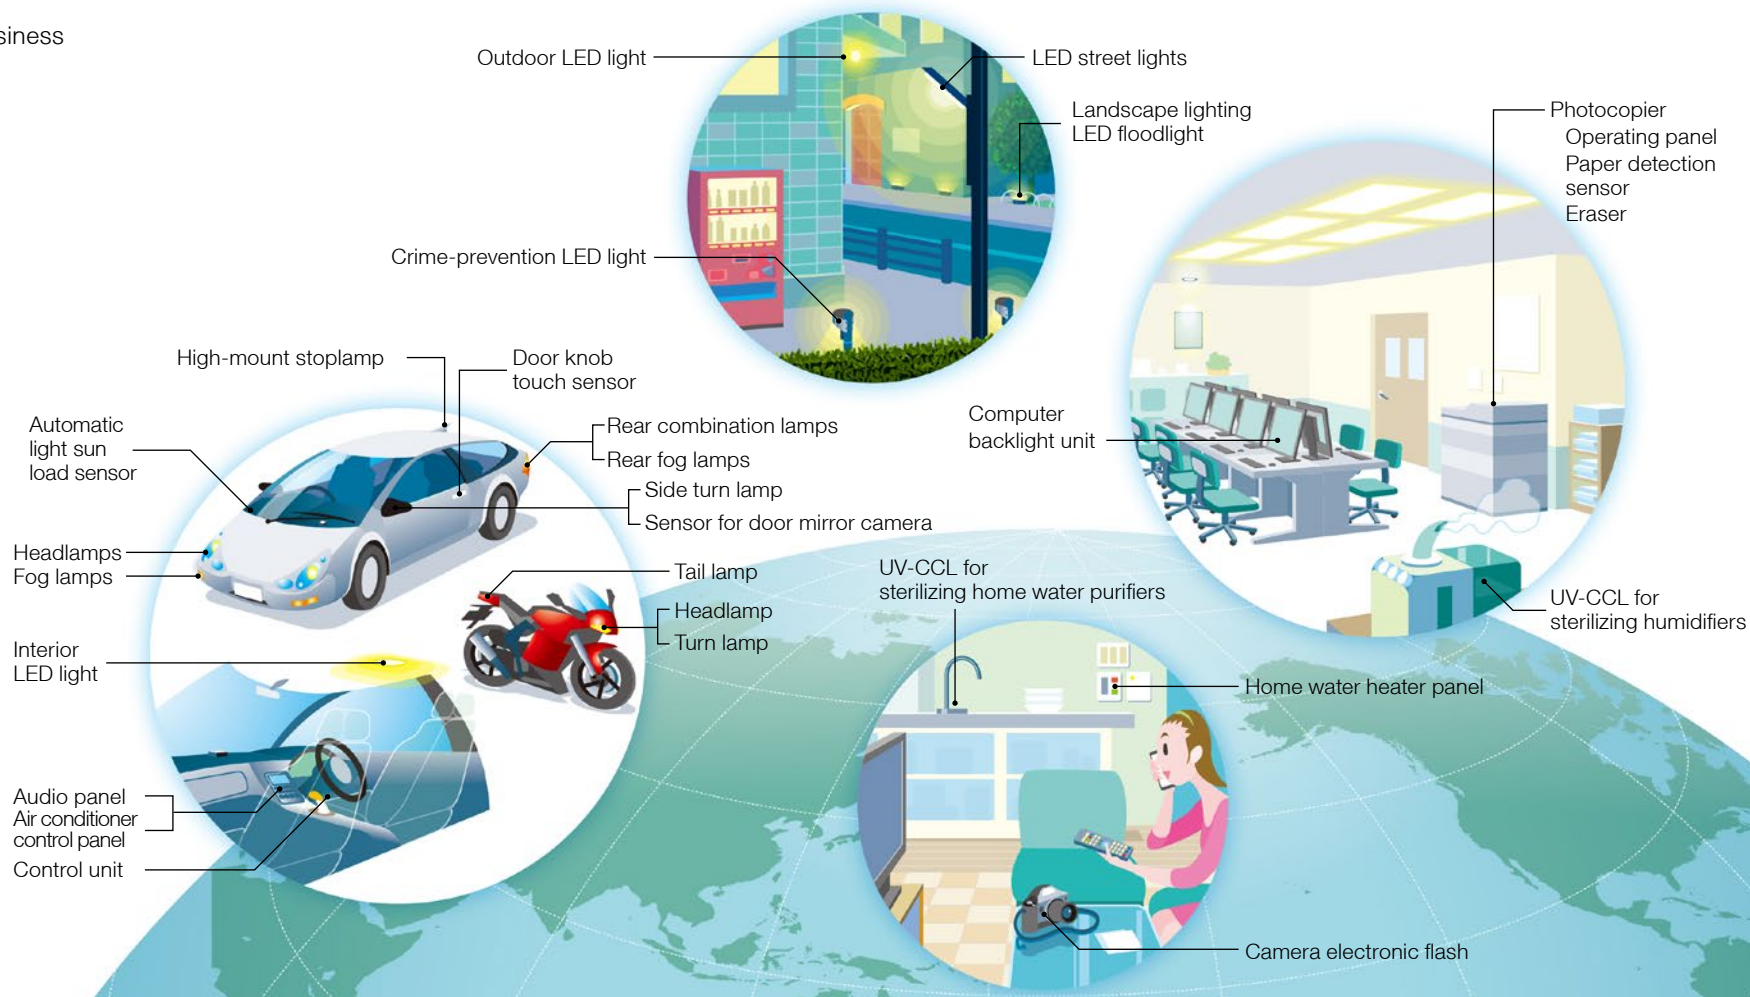 Outdoor LED light
LED street lights
Landscape lighting
LED floodlight
Crime-prevention LED light
Photocopier
Operating panel
Paper detection
sensor
Eraser
Computer
backlight unit
UV-CCL for
sterilizing humidifiers
High-mount stoplamp
Door knob
touch sensor
Automatic
light sun
load sensor
Rear combination lamps
Rear fog lamps
Side turn lamp
Sensor for door mirror camera
Headlamps
Fog lamps
Tail lamp
Headlamp
Turn lamp
Interior
LED light
Audio panel
Air conditioner
control panel
Control unit
UV-CCL for
sterilizing home water purifiers
Home water heater panel
Camera electronic flash